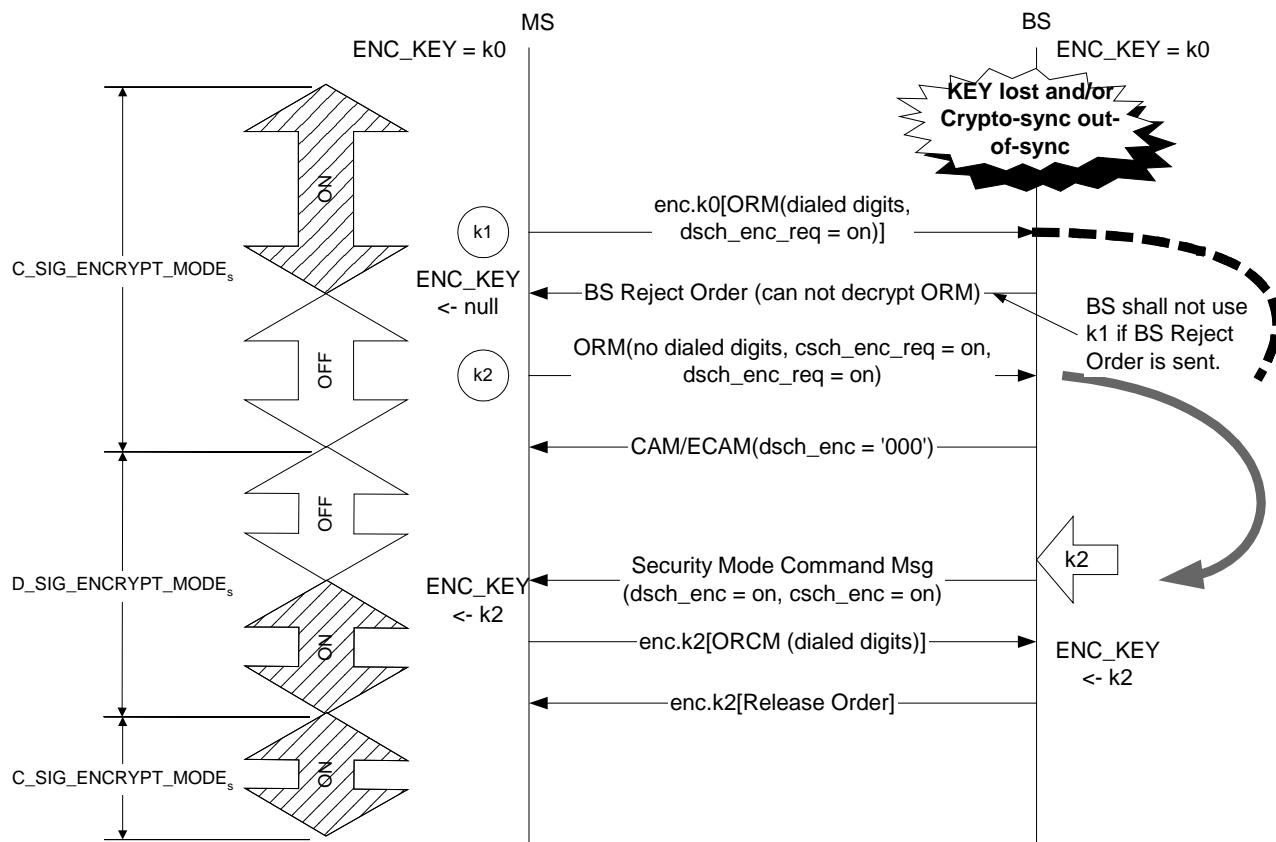 MS
BS
ENC_KEY = k0
ENC_KEY = k0
KEY lost and/or
Crypto-sync out-
of-sync
ON
enc.k0[ORM(dialed digits,
dsch_enc_req = on)]
k1
C_SIG_ENCRYPT_MODEs
ENC_KEY
<- null
BS Reject Order (can not decrypt ORM)
BS shall not use
k1 if BS Reject
Order is sent.
OFF
ORM(no dialed digits, csch_enc_req = on,
dsch_enc_req = on)
k2
CAM/ECAM(dsch_enc = '000')
OFF
k2
D_SIG_ENCRYPT_MODEs
ENC_KEY
<- k2
Security Mode Command Msg
(dsch_enc = on, csch_enc = on)
ON
enc.k2[ORCM (dialed digits)]
ENC_KEY
<- k2
enc.k2[Release Order]
C_SIG_ENCRYPT_MODEs
ON